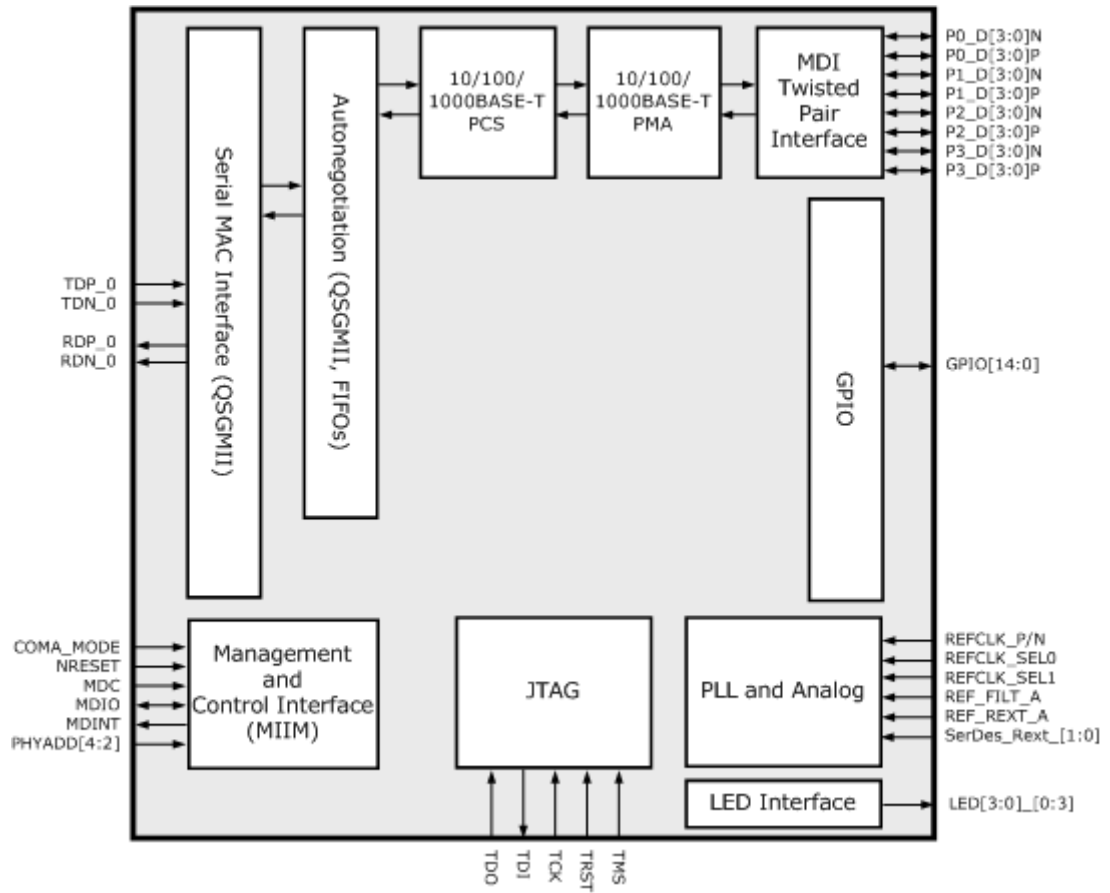 P0_D[3:0]N
P0_D[3:0]P
P1_D[3:0]N
P1_D[3:0]P
P2_D[3:0]N
P2_D[3:0]P
P3_D[3:0]N
P3_D[3:0]P
10/100/
1000BASE-T
PCS
10/100/
1000BASE-T
PMA
MDI
Twisted
Pair
Interface
Serial MAC Interface (QSGMII)
Autonegotiation (QSGMII, FIFOs)
TDP_0
TDN_0
RDP_0
RDN_0
GPIO
GPIO[14:0]
COMA_MODE
NRESET
MDC
MDIO
MDINT
PHYADD[4:2]
Management
and
Control Interface
(MIIM)
JTAG
PLL and Analog
REFCLK_P/N
REFCLK_SEL0
REFCLK_SEL1
REF_FILT_A
REF_REXT_A
SerDes_Rext_[1:0]
LED Interface
LED[3:0]_[0:3]
TDO
TDI
TCK
TRST
TMS